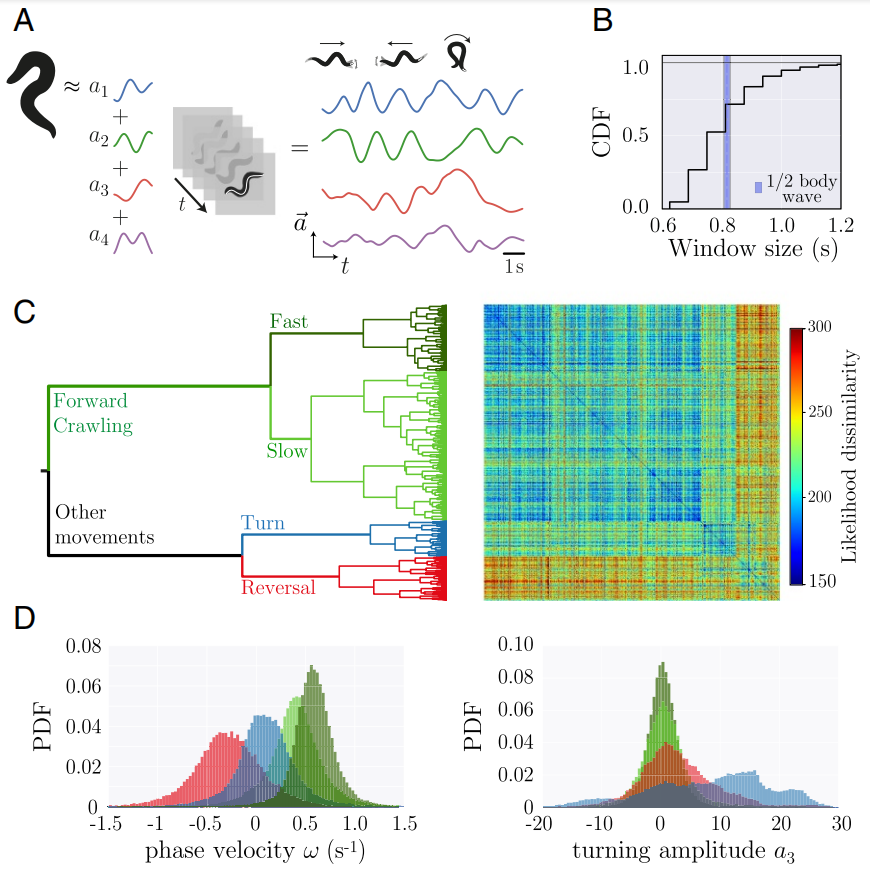 A
≈ a1
+
a2
+
a3
+
a4
t
=
a⃗
t
1s
B
CDF
1.0
0.5
0.0
1/2 body
wave
0.6 0.8 1.0 1.2
Window size (s)
C
Fast
Forward
Crawling
Slow
Other
movements
Turn
Reversal
300
250
200
150
Likelihood dissimilarity
D
PDF
0.08
0.06
0.04
0.02
0
-1.5 -1 -0.5 0 0.5 1.0 1.5
phase velocity ω (s-1)
PDF
0.10
0.08
0.06
0.04
0.02
0
-20 -10 0 10 20 30
turning amplitude a3